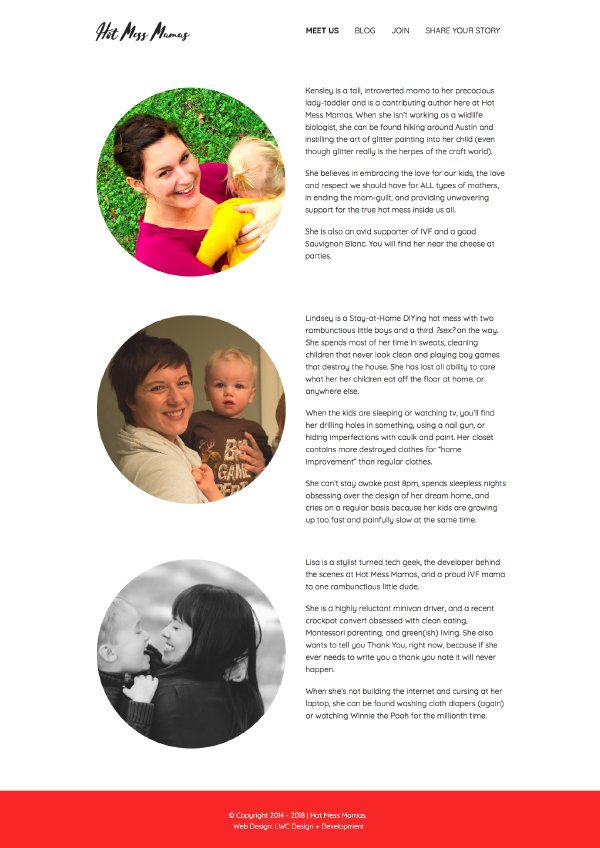 Hot Mess Mamas
MEET US BLOG JOIN SHARE YOUR STORY
Kensley is a tall, introverted mama to her precocious
lady-toddler and is a contributing author here at Hot
Mess Mamas. When she isn't working as a wildlife
biologist, she can be found hiking around Austin and
instilling the art of glitter painting into her child (even
though glitter really is the herpes of the craft world).
She believes in embracing the love for our kids, the love
and respect we should have for ALL types of mothers,
in ending the mom-guilt, and providing unwavering
support for the true hot mess inside us all.
She is also an avid supporter of IVF and a good
Sauvignon Blanc. You will find her near the cheese at
parties.
Lindsey is a Stay-at-Home DIYing hot mess with two
rambunctious little boys and a third ?sex? on the way.
She spends most of her time in sweats, cleaning
children that never look clean and playing boy games
that destroy the house. She has lost all ability to care
what her her children eat off the floor at home, or
anywhere else.
When the kids are sleeping or watching tv, you'll find
her drilling holes in something, using a nail gun, or
hiding imperfections with caulk and paint. Her closet
contains more destroyed clothes for "home
improvement" than regular clothes.
She can't stay awake past 8pm, spends sleepless nights
obsessing over the design of her dream home, and
cries on a regular basis because her kids are growing
up too fast and painfully slow at the same time.
Lisa is a stylist turned tech geek, the developer behind
the scenes at Hot Mess Mamas, and a proud IVF mama
to one rambunctious little dude.
She is a highly reluctant minivan driver, and a recent
crockpot convert obsessed with clean eating,
Montessori parenting, and green(ish) living. She also
wants to tell you Thank You, right now, because if she
ever needs to write you a thank you note it will never
happen.
When she's not building the internet and cursing at her
laptop, she can be found washing cloth diapers (again)
or watching Winnie the Pooh for the millionth time.
© Copyright 2014 - 2018 | Hot Mess Mamas.
Web Design: LWC Design + Development